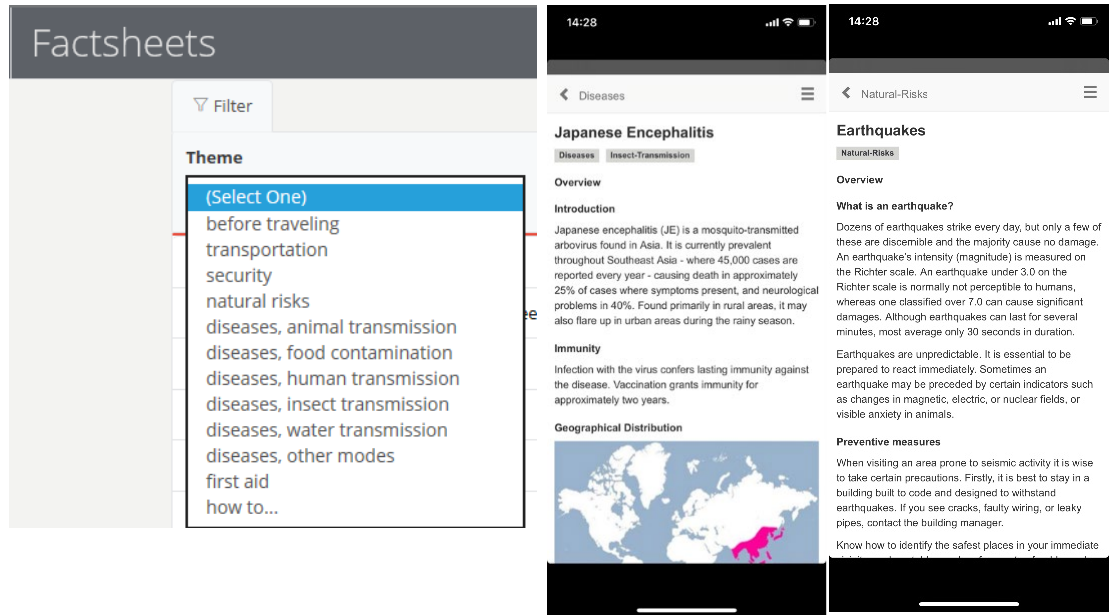 Factsheets
Filter
Theme
(Select One)
before traveling
transportation
security
natural risks
diseases, animal transmission
diseases, food contamination
diseases, human transmission
diseases, insect transmission
diseases, water transmission
diseases, other modes
first aid
how to...
14:28
Diseases
Japanese Encephalitis
Diseases Insect-Transmission
Overview
Introduction
Japanese encephalitis (JE) is a mosquito-transmitted
arbovirus found in Asia. It is currently prevalent
throughout Southeast Asia - where 45,000 cases are
reported every year - causing death in approximately
25% of cases where symptoms present, and neurological
problems in 40%. Found primarily in rural areas, it may
also flare up in urban areas during the rainy season.
Immunity
Infection with the virus confers lasting immunity against
the disease. Vaccination grants immunity for
approximately two years.
Geographical Distribution
14:28
Natural-Risks
Earthquakes
Natural-Risks
Overview
What is an earthquake?
Dozens of earthquakes strike every day, but only a few of
these are discernible and the majority cause no damage.
An earthquake's intensity (magnitude) is measured on
the Richter scale. An earthquake under 3.0 on the
Richter scale is normally not perceptible to humans,
whereas one classified over 7.0 can cause significant
damages. Although earthquakes can last for several
minutes, most average only 30 seconds in duration.
Earthquakes are unpredictable. It is essential to be
prepared to react immediately. Sometimes an
earthquake may be preceded by certain indicators such
as changes in magnetic, electric, or nuclear fields, or
visible anxiety in animals.
Preventive measures
When visiting an area prone to seismic activity it is wise
to take certain precautions. Firstly, it is best to stay in a
building built to code and designed to withstand
earthquakes. If you see cracks, faulty wiring, or leaky
pipes, contact the building manager.
Know how to identify the safest places in your immediate